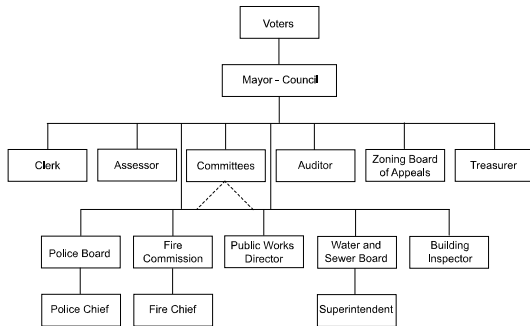 Voters
Mayor – Council
Clerk
Assessor
Committees
Auditor
Zoning Board
of Appeals
Treasurer
Police Board
Fire
Commission
Public Works
Director
Water and
Sewer Board
Building
Inspector
Police Chief
Fire Chief
Superintendent